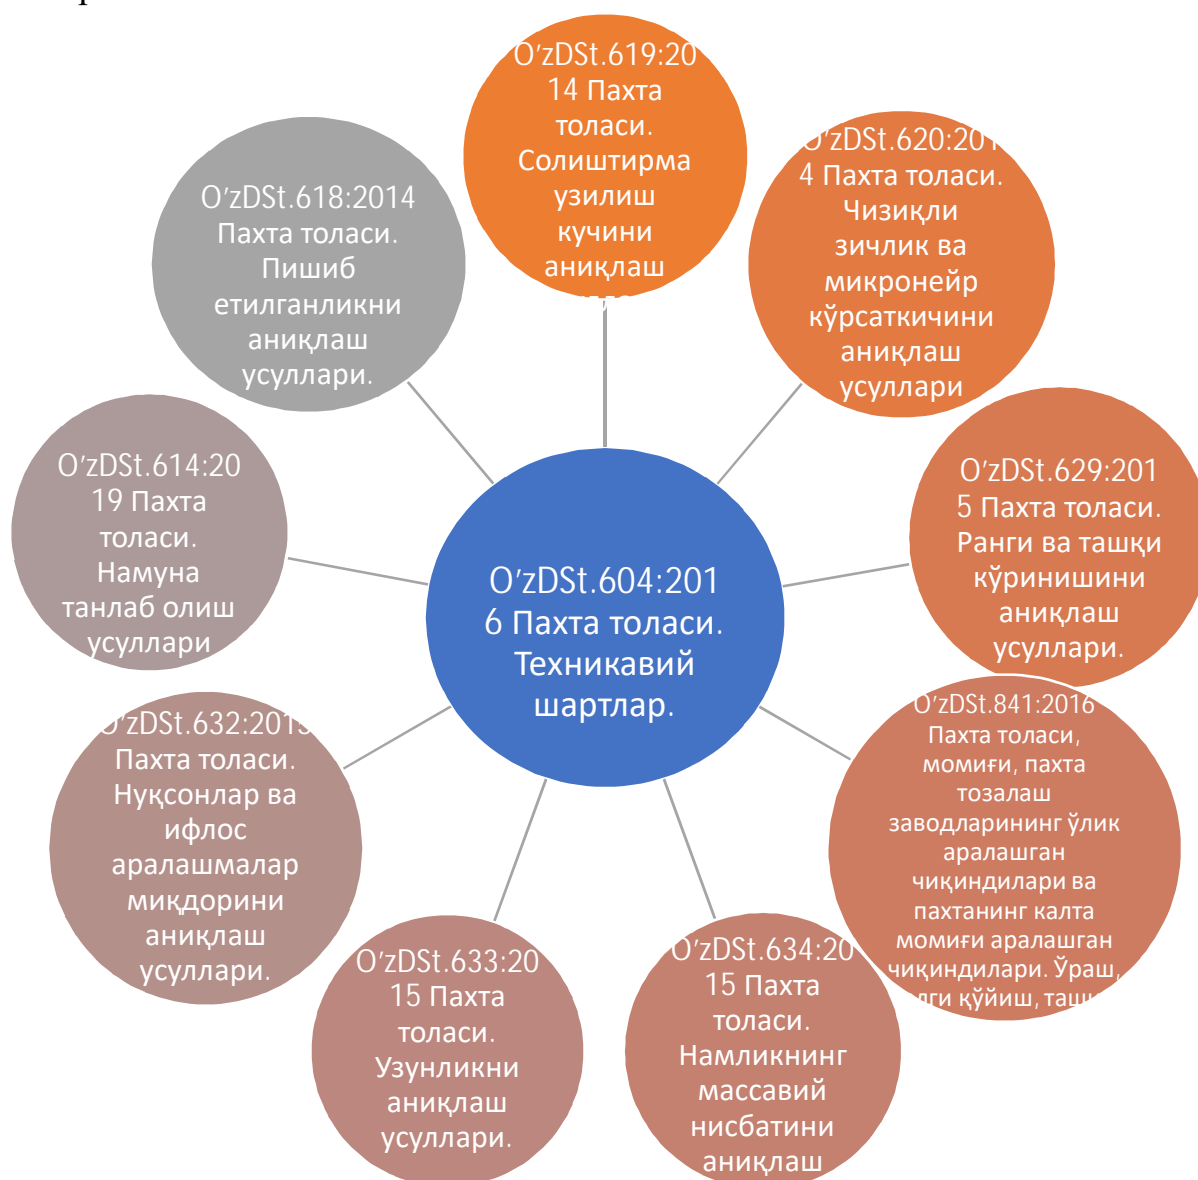 O'zDSt.619:20
14 Пахта
толаси.
Солиштирма
узилиш
кучини
аниқлаш
O'zDSt.620:201
4 Пахта толаси.
Чизиқли
зичлик ва
микронейр
кўрсаткичини
аниқлаш
усуллари
O'zDSt.629:201
5 Пахта толаси.
Ранги ва ташқи
кўринишини
аниқлаш
усуллари.
O'zDSt.841:2016
Пахта толаси,
момиғи, пахта
тозалаш
заводларининг ўлик
аралашган
чиқиндилари ва
пахтанинг калта
момиғи аралашган
чиқиндилари. Ўраш,
қўйиш,
O'zDSt.634:20
15 Пахта
толаси.
Намликнинг
массавий
нисбатини
аниқлаш
O'zDSt.633:20
15 Пахта
толаси.
Узунликни
аниқлаш
усуллари.
O'zDSt.632:2015
Пахта толаси.
Нуқсонлар ва
ифлос
аралашмалар
миқдорини
аниқлаш
усуллари.
O'zDSt.614:20
19 Пахта
толаси.
Намуна
танлаб олиш
усуллари
O'zDSt.618:2014
Пахта толаси.
Пишиб
етилганликни
аниқлаш
усуллари.
O'zDSt.604:201
6 Пахта толаси.
Техникавий
шартлар.